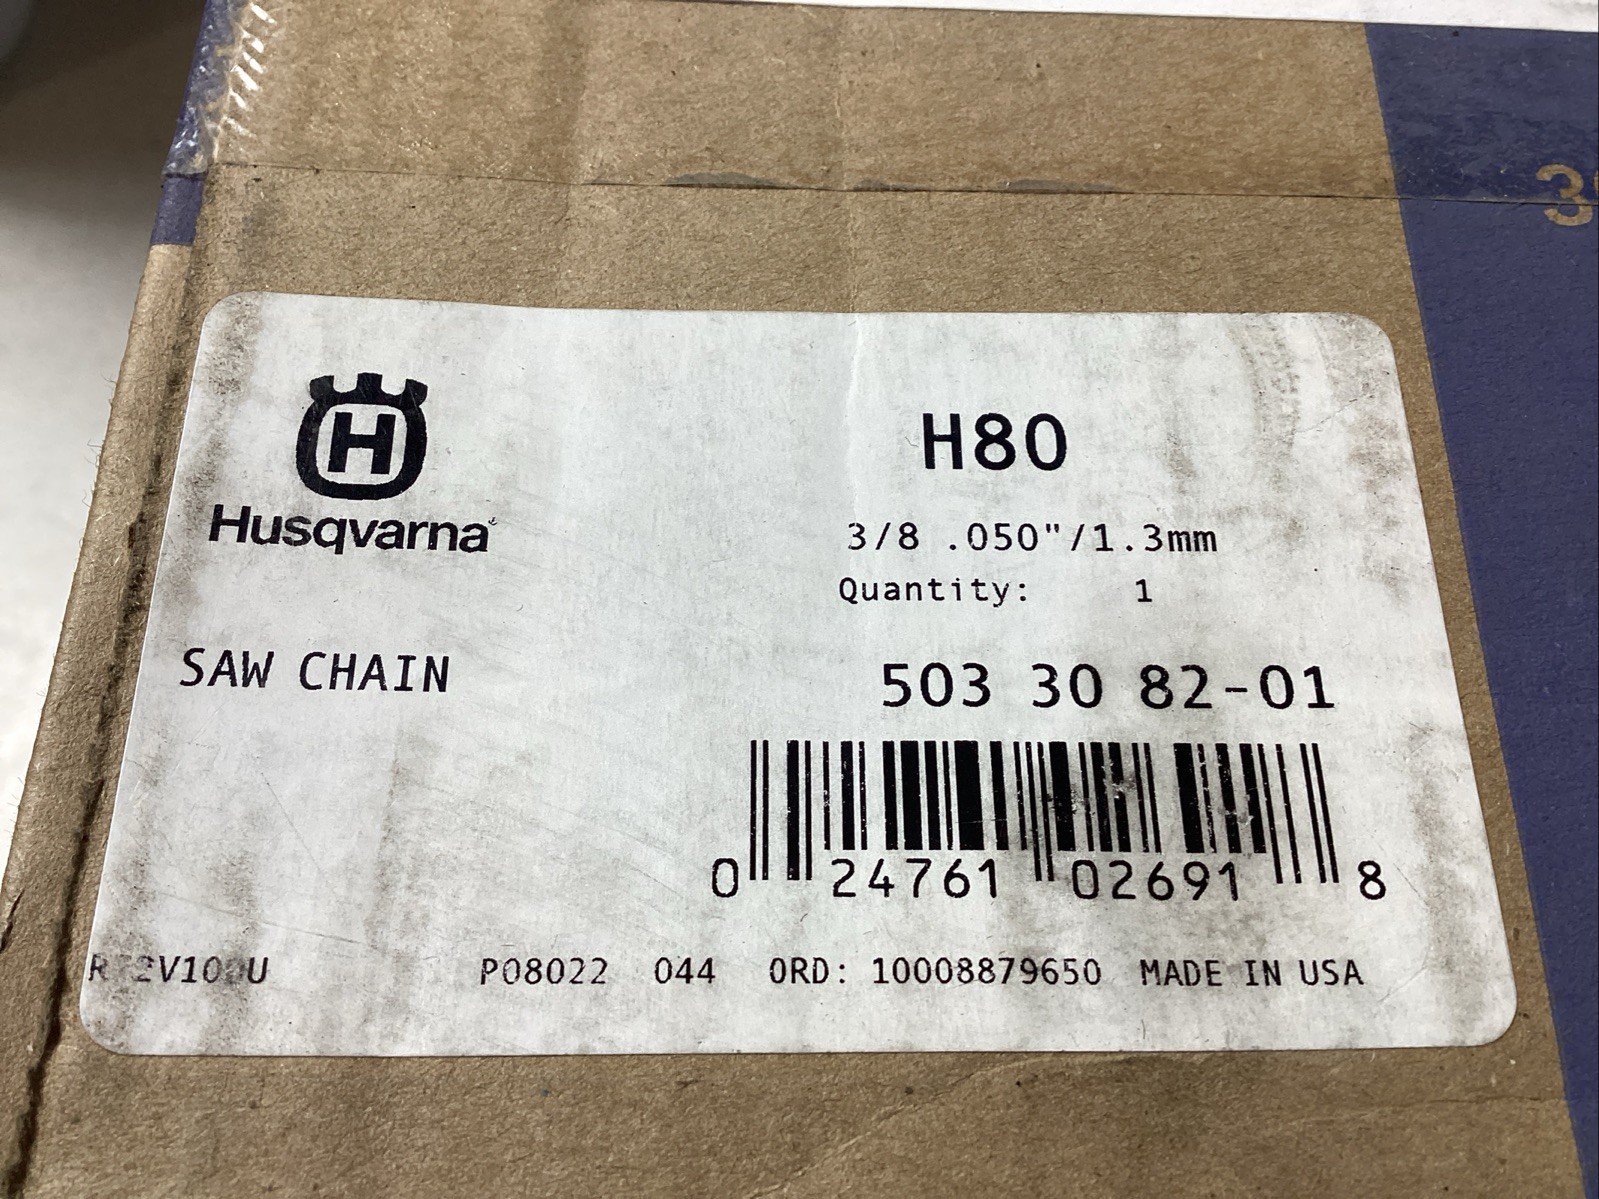 H
Husqvarna
H80
3/8 .050"/1.3mm
Quantity: 1
SAW CHAIN
503 30 82-01
0 24761 02691 8
P08022 044 ORD: 10008879650 MADE IN USA